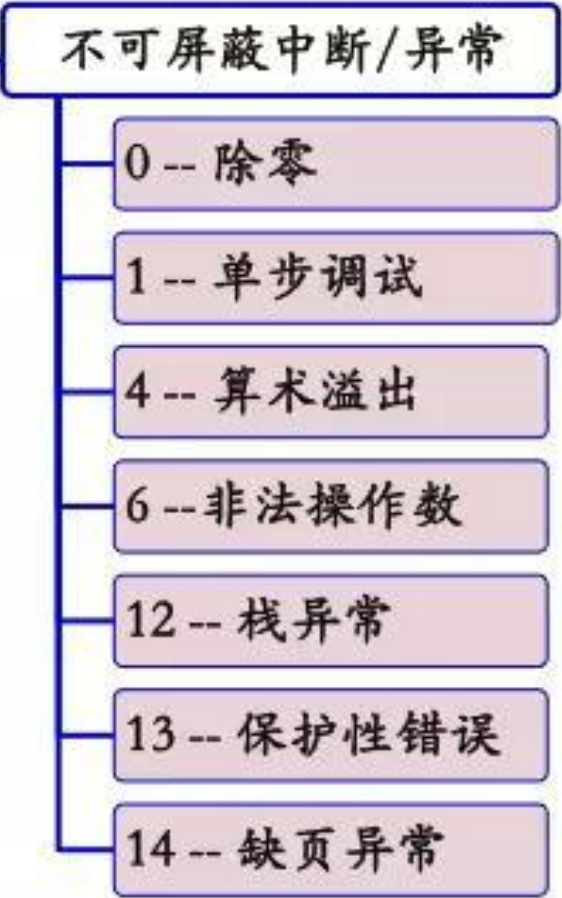 不可屏蔽中断/异常
0 -- 除零
1 -- 单步调试
4 -- 算术溢出
6 --非法操作数
12 -- 栈异常
13 -- 保护性错误
14 -- 缺页异常